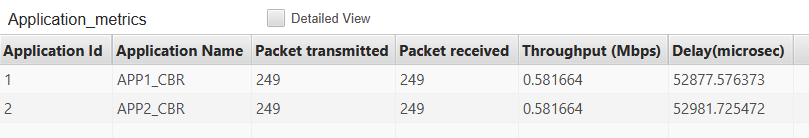 Application_metrics Detailed View
Application Id Application Name Packet transmitted Packet received Throughput (Mbps) Delay(microsec)
1 APP1_CBR 249 249 0.581664 52877.576373
2 APP2_CBR 249 249 0.581664 52981.725472